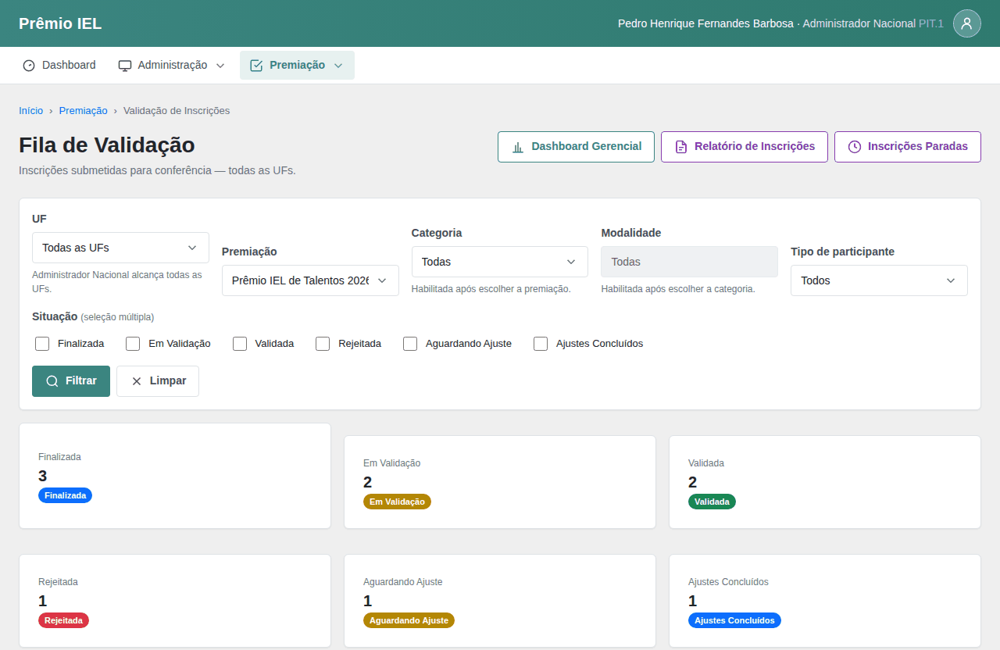 Prêmio IEL
Pedro Henrique Fernandes Barbosa · Administrador Nacional PIT.1
Dashboard
Administração
Premiação
Início › Premiação › Validação de Inscrições
Fila de Validação
Inscrições submetidas para conferência — todas as UFs.
Dashboard Gerencial
Relatório de Inscrições
Inscrições Paradas
UF
Todas as UFs
Administrador Nacional alcança todas as
UFs.
Premiação
Prêmio IEL de Talentos 2026
Categoria
Todas
Habilitada após escolher a premiação.
Modalidade
Todas
Habilitada após escolher a categoria.
Tipo de participante
Todos
Situação (seleção múltipla)
Finalizada
Em Validação
Validada
Rejeitada
Aguardando Ajuste
Ajustes Concluídos
Filtrar
Limpar
Finalizada
3
Finalizada
Em Validação
2
Em Validação
Validada
2
Validada
Rejeitada
1
Rejeitada
Aguardando Ajuste
1
Aguardando Ajuste
Ajustes Concluídos
1
Ajustes Concluídos